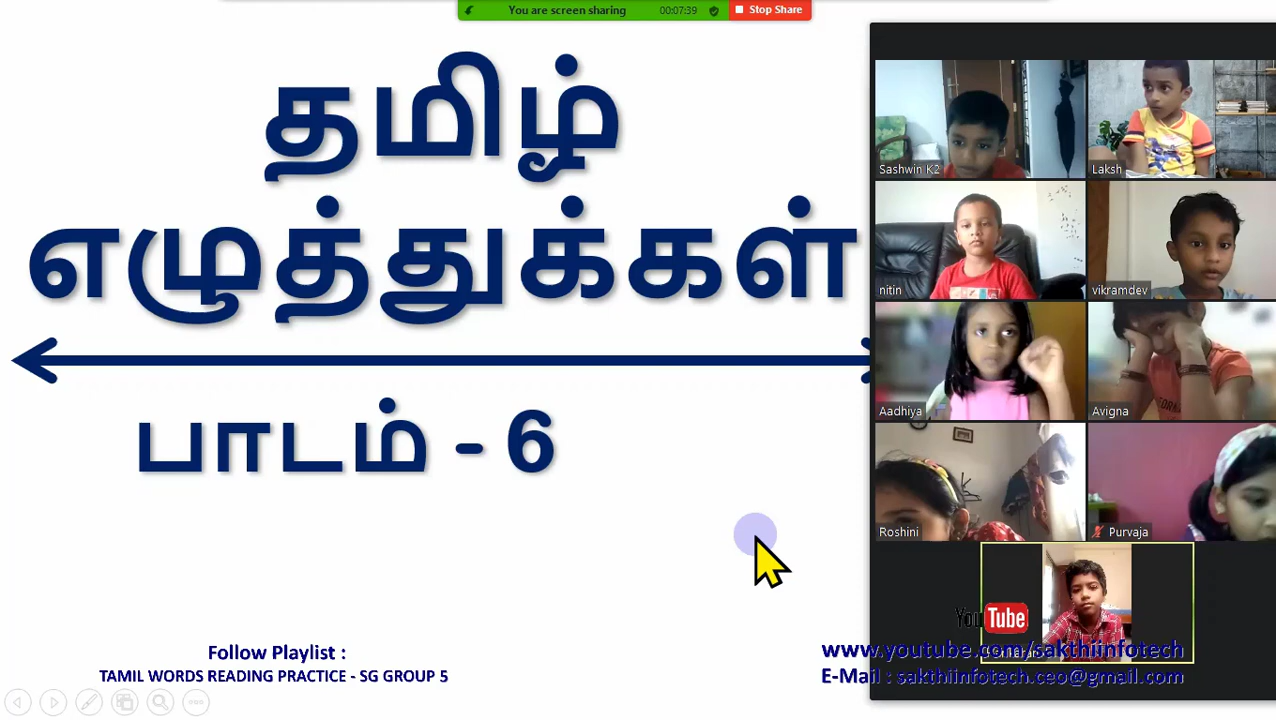 You are screen sharing 00:07:39 Stop Share
தமிழ்
எழுத்துக்கள்
பாடம் - 6
Sashwin K2
Laksh
nitin
vikramdev
Aadhiya
Avigna
Roshini
Purvaja
YouTube
Follow Playlist :
TAMIL WORDS READING PRACTICE - SG GROUP 5
www.youtube.com/sakthiinfotech
E-Mail : sakthiinfotech.ceo@gmail.com